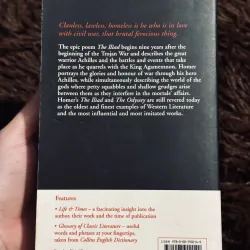 Clanless, lawless, homeless is he who is in love
with civil war, that brutal ferocious thing.
The epic poem The Iliad begins nine years after the
beginning of the Trojan War and describes the great
warrior Achilles and the battles and events that take
place as he quarrels with the King Agamemnon. Homer
portrays the glories and honour of war through his hero
Achilles, while simultaneously describing the world of the
gods where petty squabbles and shallow grudges arise
between them as they interfere in the mortals' affairs.
Homer's The Iliad and The Odyssey are still revered today
as the oldest and finest examples of Western Literature
and the most influential and most imitated works.
Features
• Life & Times – a fascinating insight into the
author, their work and the time of publication
• Glossary of Classic Literature – useful
words and phrases at your fingertips,
taken from Collins English Dictionary